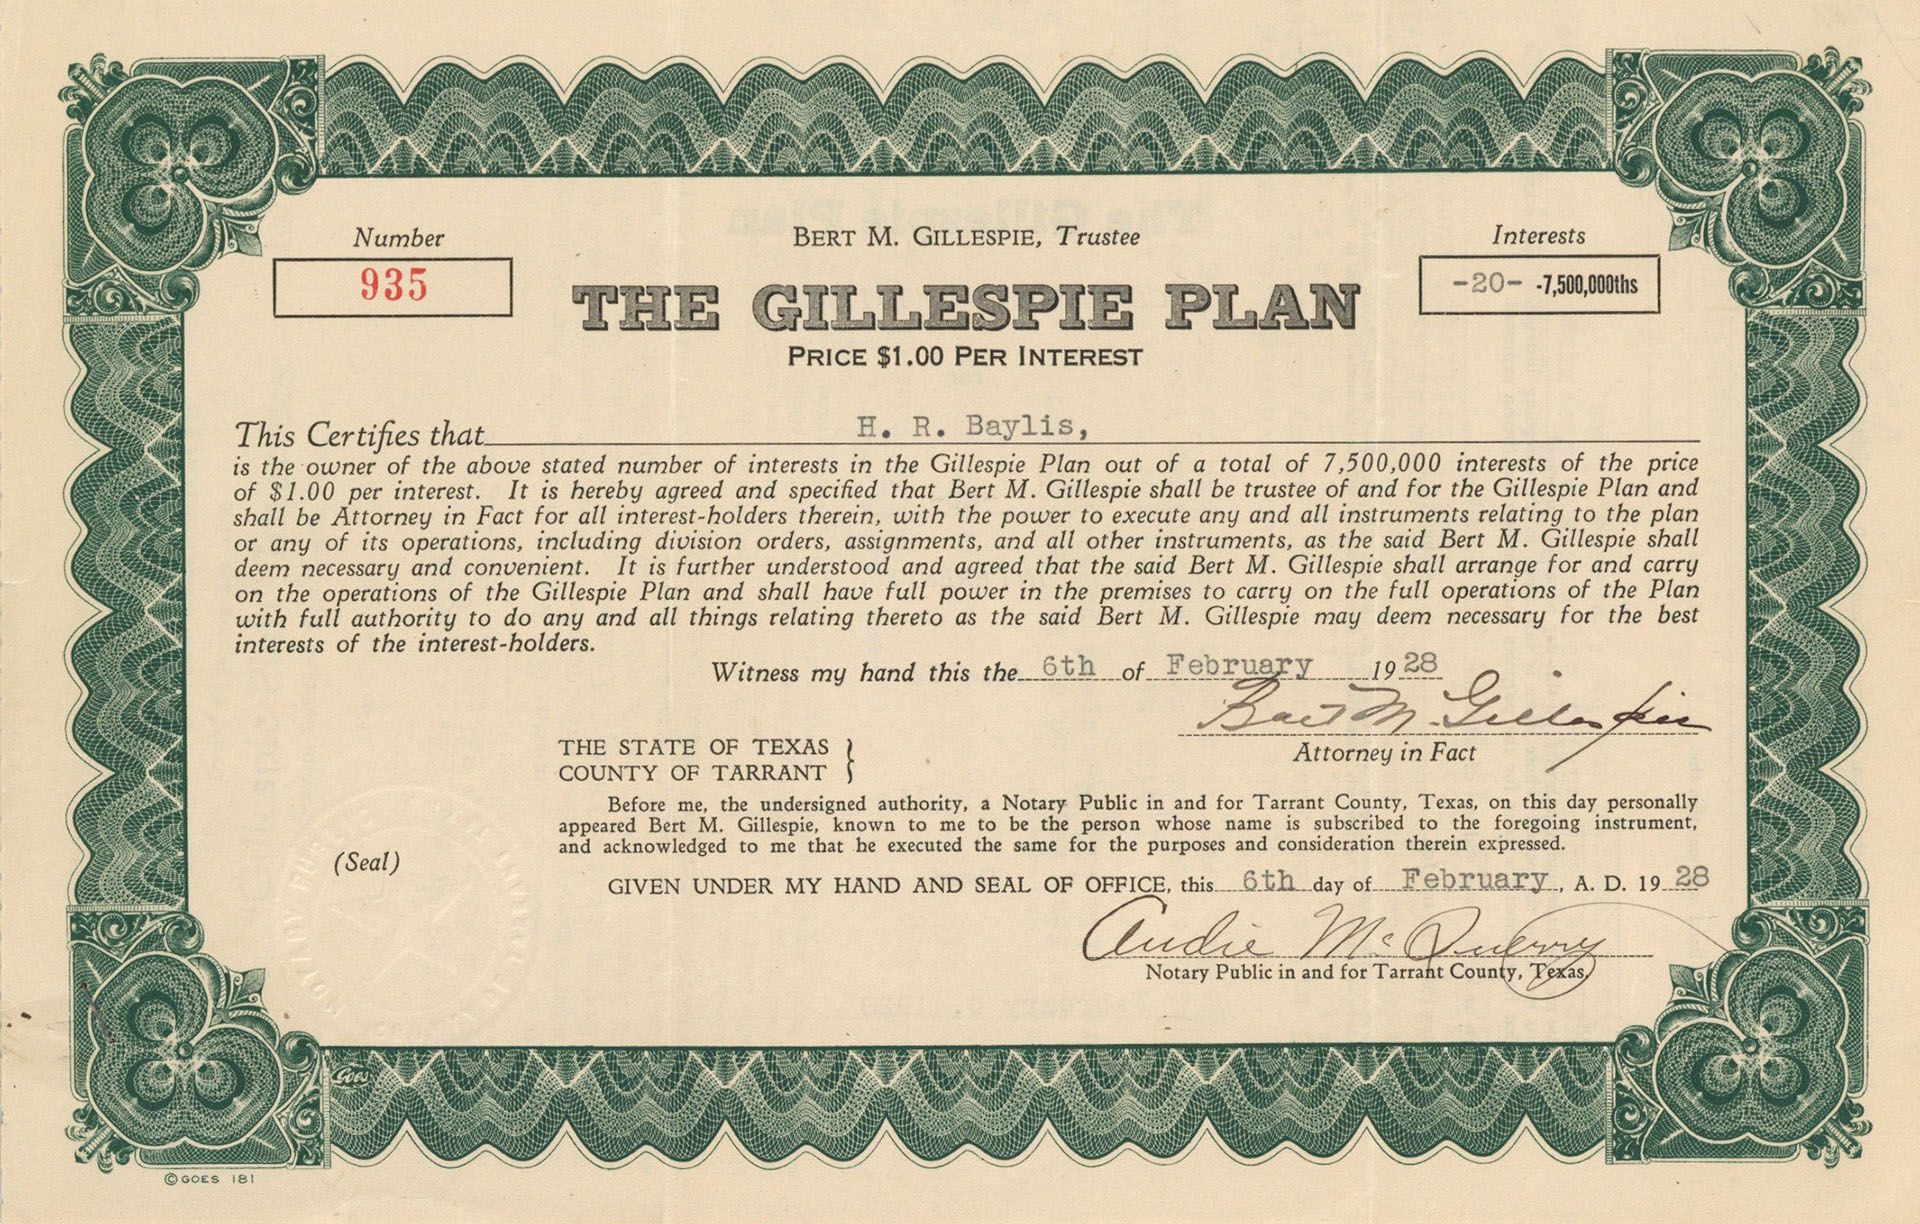 Number
935
BERT M. GILLESPIE, Trustee
Interests
-20- -7,500,000ths
THE GILLESPIE PLAN
PRICE $1.00 PER INTEREST
This Certifies that H. R. Baylis,
is the owner of the above stated number of interests in the Gillespie Plan out of a total of 7,500,000 interests of the price
of $1.00 per interest. It is hereby agreed and specified that Bert M. Gillespie shall be trustee of and for the Gillespie Plan and
shall be Attorney in Fact for all interest-holders therein, with the power to execute any and all instruments relating to the plan
or any of its operations, including division orders, assignments, and all other instruments, as the said Bert M. Gillespie shall
deem necessary and convenient. It is further understood and agreed that the said Bert M. Gillespie shall arrange for and carry
on the operations of the Gillespie Plan and shall have full power in the premises to carry on the full operations of the Plan
with full authority to do any and all things relating thereto as the said Bert M. Gillespie may deem necessary for the best
interests of the interest-holders.
Witness my hand this the 6th of February 1928
Bert M. Gillespie
Attorney in Fact
THE STATE OF TEXAS }
COUNTY OF TARRANT
Before me, the undersigned authority, a Notary Public in and for Tarrant County, Texas, on this day personally
appeared Bert M. Gillespie, known to me to be the person whose name is subscribed to the foregoing instrument,
and acknowledged to me that he executed the same for the purposes and consideration therein expressed.
(Seal)
GIVEN UNDER MY HAND AND SEAL OF OFFICE, this 6th day of February, A. D. 1928
Audie McQuerry
Notary Public in and for Tarrant County, Texas.
Goes
© GOES 181